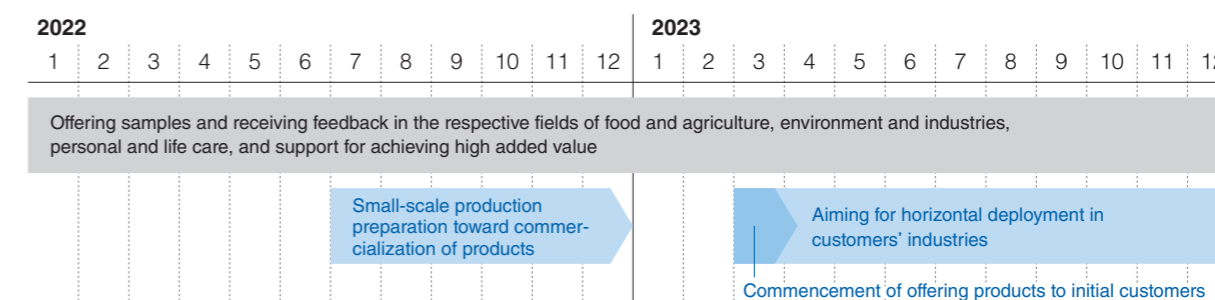 2022
2023
1 2 3 4 5 6 7 8 9 10 11 12 1 2 3 4 5 6 7 8 9 10 11 12
Offering samples and receiving feedback in the respective fields of food and agriculture, environment and industries,
personal and life care, and support for achieving high added value
Small-scale production
preparation toward commer-
cialization of products
Aiming for horizontal deployment in
customers' industries
Commencement of offering products to initial customers